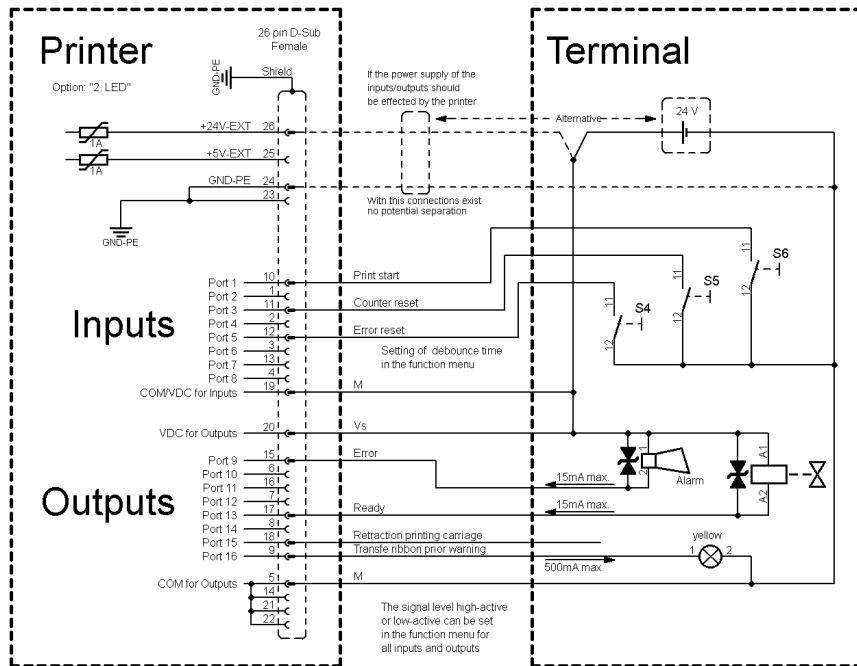 Printer
26 pin D-Sub
Female
Terminal
Shield
GND-PE
Option: "2. LED"
If the power supply of the
inputs/outputs should
be effected by the printer
24 V
Alternative
+24V-EXT 26
1A
+5V-EXT 25
1A
GND-PE 24
23
GND-PE
With this connections exist
no potential separation
Inputs
Port 1 10 Print start
Port 2 1
Port 3 11 Counter reset
Port 4 2
Port 5 12 Error reset
Port 6 3
Port 7 13
Port 8 4
COM/VDC for Inputs 19 M
Setting of debounce time
in the function menu
11 12 S4
11 12 S5
11 12 S6
VDC for Outputs 20 Vs
Outputs
Port 9 15 Error
Port 10 6
Port 11 16
Port 12 7
Port 13 17 Ready
Port 14 8
Port 15 18 Retraction printing carriage
Port 16 9 Transfe ribbon prior warning
COM for Outputs 5 M
14
21
22
15mA max.
2 1
Alarm
A1
A2
15mA max.
yellow
1 2
500mA max.
The signal level high-active
or low-active can be set
in the function menu for
all inputs and outputs